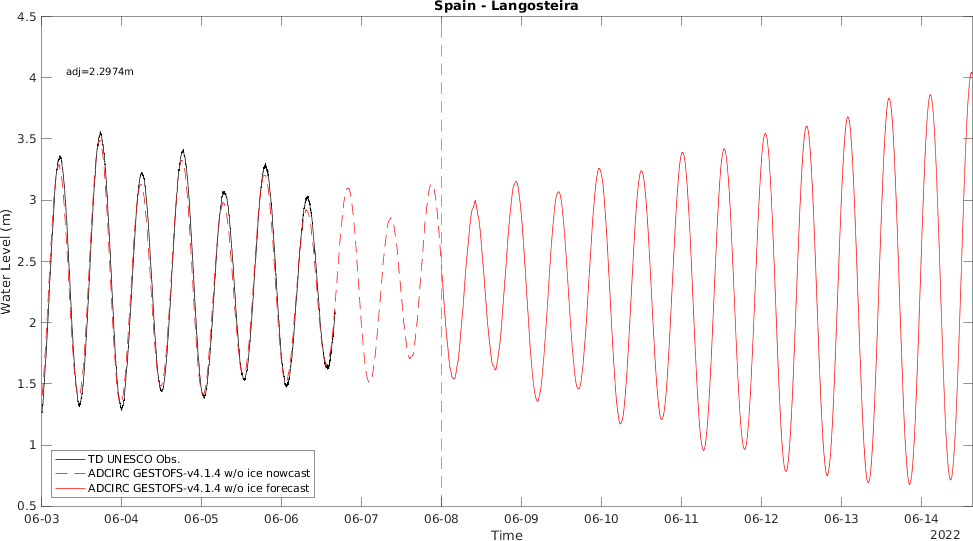 Spain - Langosteira
4.5
4
3.5
3
2.5
2
1.5
1
0.5
Water Level (m)
adj=2.2974m
TD UNESCO Obs.
ADCIRC GESTOFS-v4.1.4 w/o ice nowcast
ADCIRC GESTOFS-v4.1.4 w/o ice forecast
06-03 06-04 06-05 06-06 06-07 06-08 06-09 06-10 06-11 06-12 06-13 06-14
Time
2022